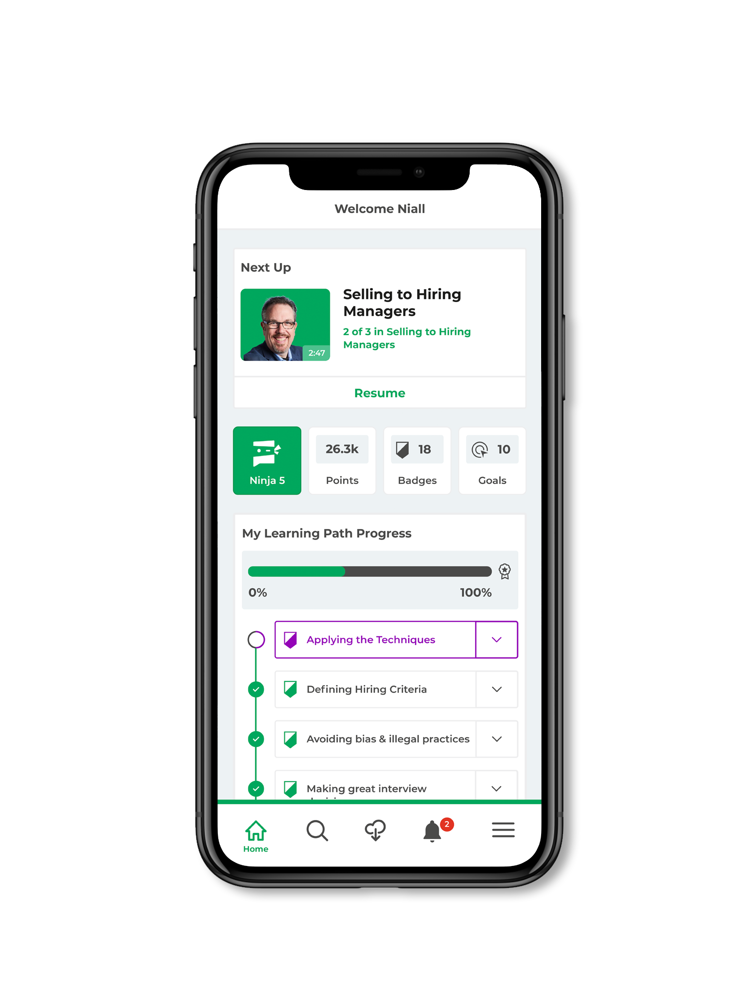 Welcome Niall
Next Up
Selling to Hiring
Managers
2 of 3 in Selling to Hiring
Managers
2:47
Resume
Ninja 5
26.3k
Points
18
Badges
10
Goals
My Learning Path Progress
0%
100%
Applying the Techniques
Defining Hiring Criteria
Avoiding bias & illegal practices
Making great interview
2
Home